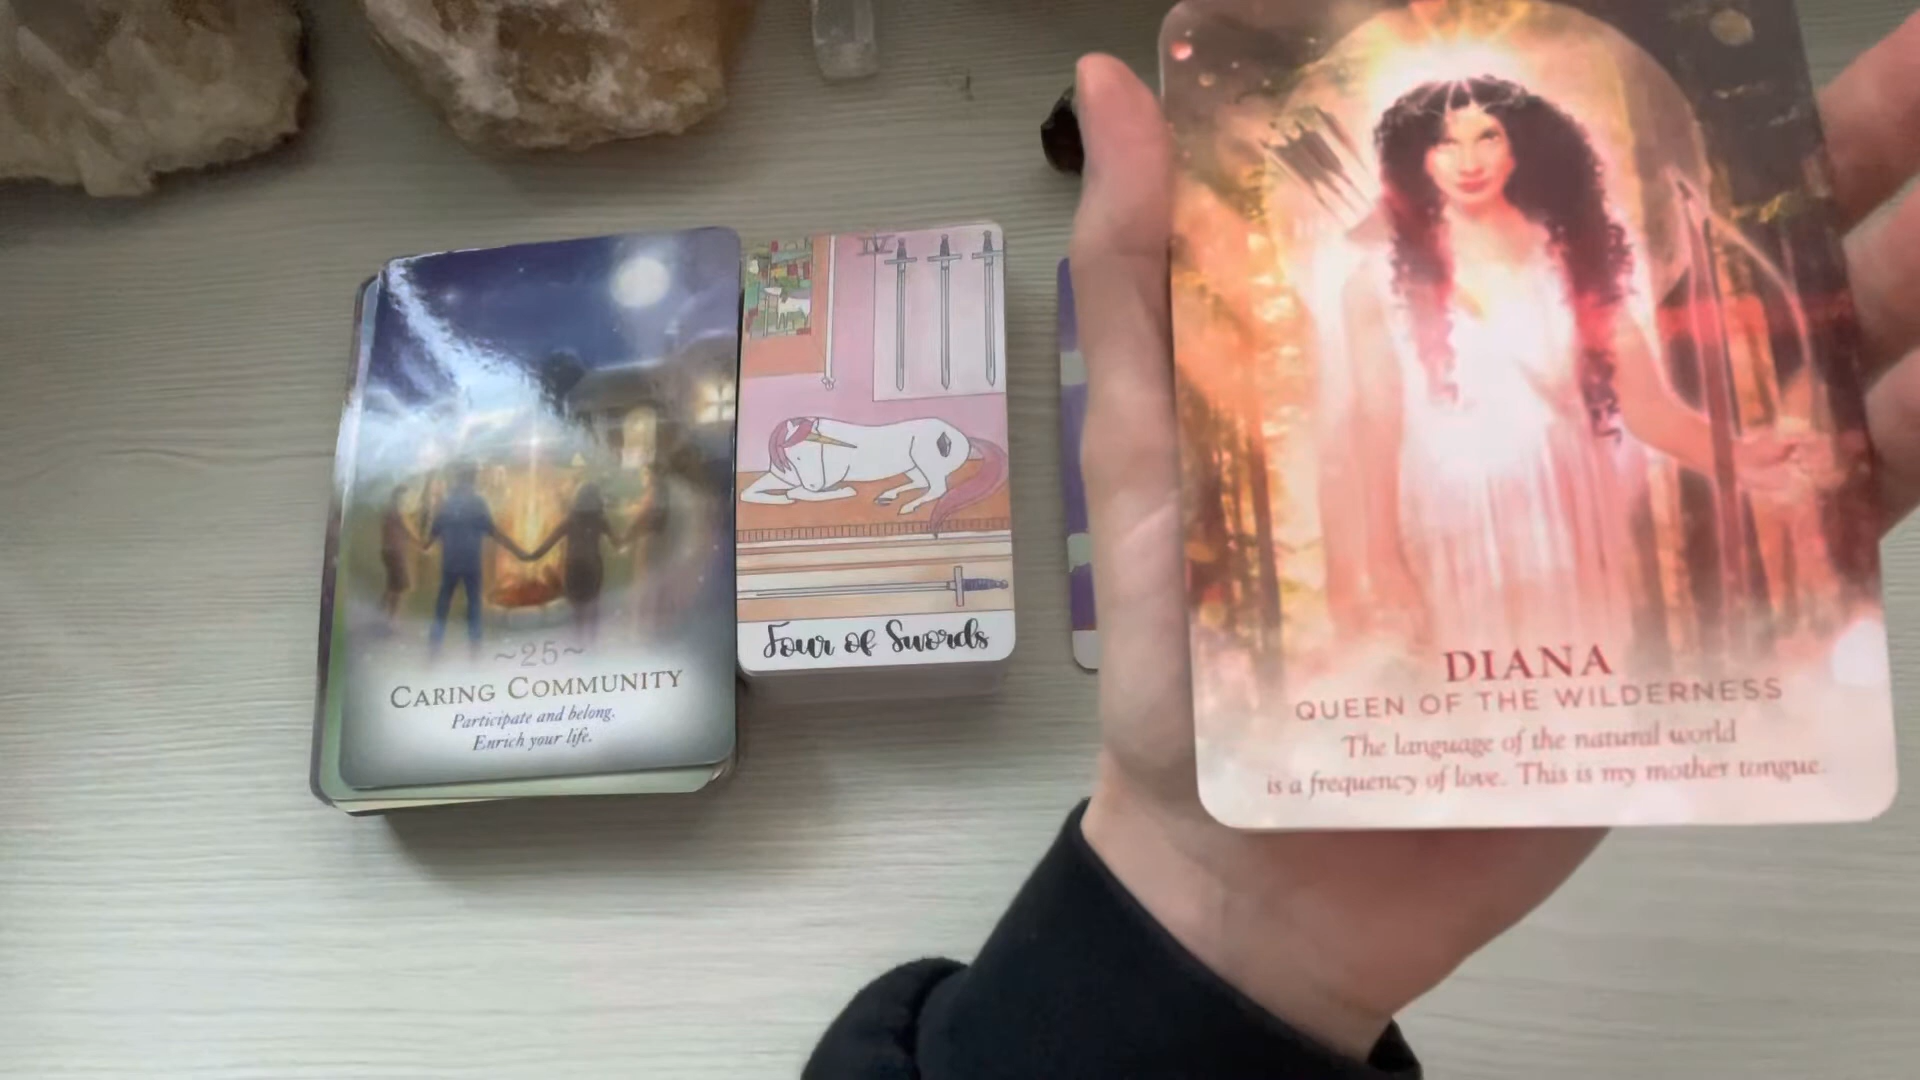 ~25~
CARING COMMUNITY
Participate and belong.
Enrich your life.
IV
Four of Swords
DIANA
QUEEN OF THE WILDERNESS
The language of the natural world
is a frequency of love. This is my mother tongue.